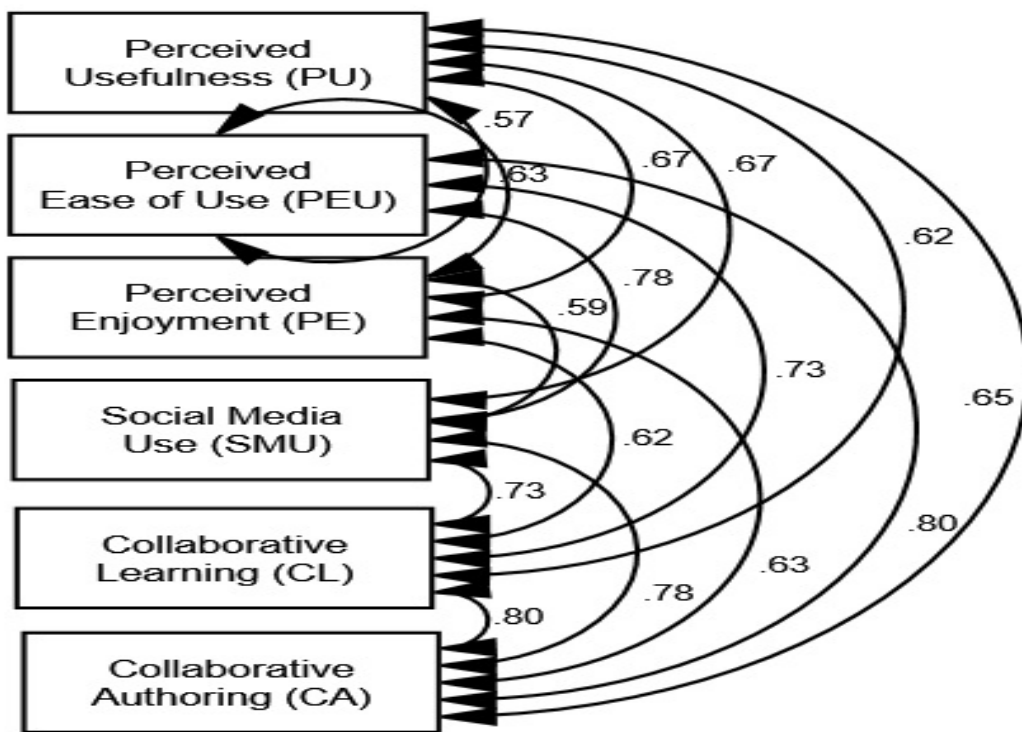 Perceived
Usefulness (PU)
.57
Perceived
Ease of Use (PEU)
.63
.67
.67
.62
Perceived
Enjoyment (PE)
.59
.78
.73
.65
Social Media
Use (SMU)
.62
.73
.80
Collaborative
Learning (CL)
.80
.78
.63
Collaborative
Authoring (CA)